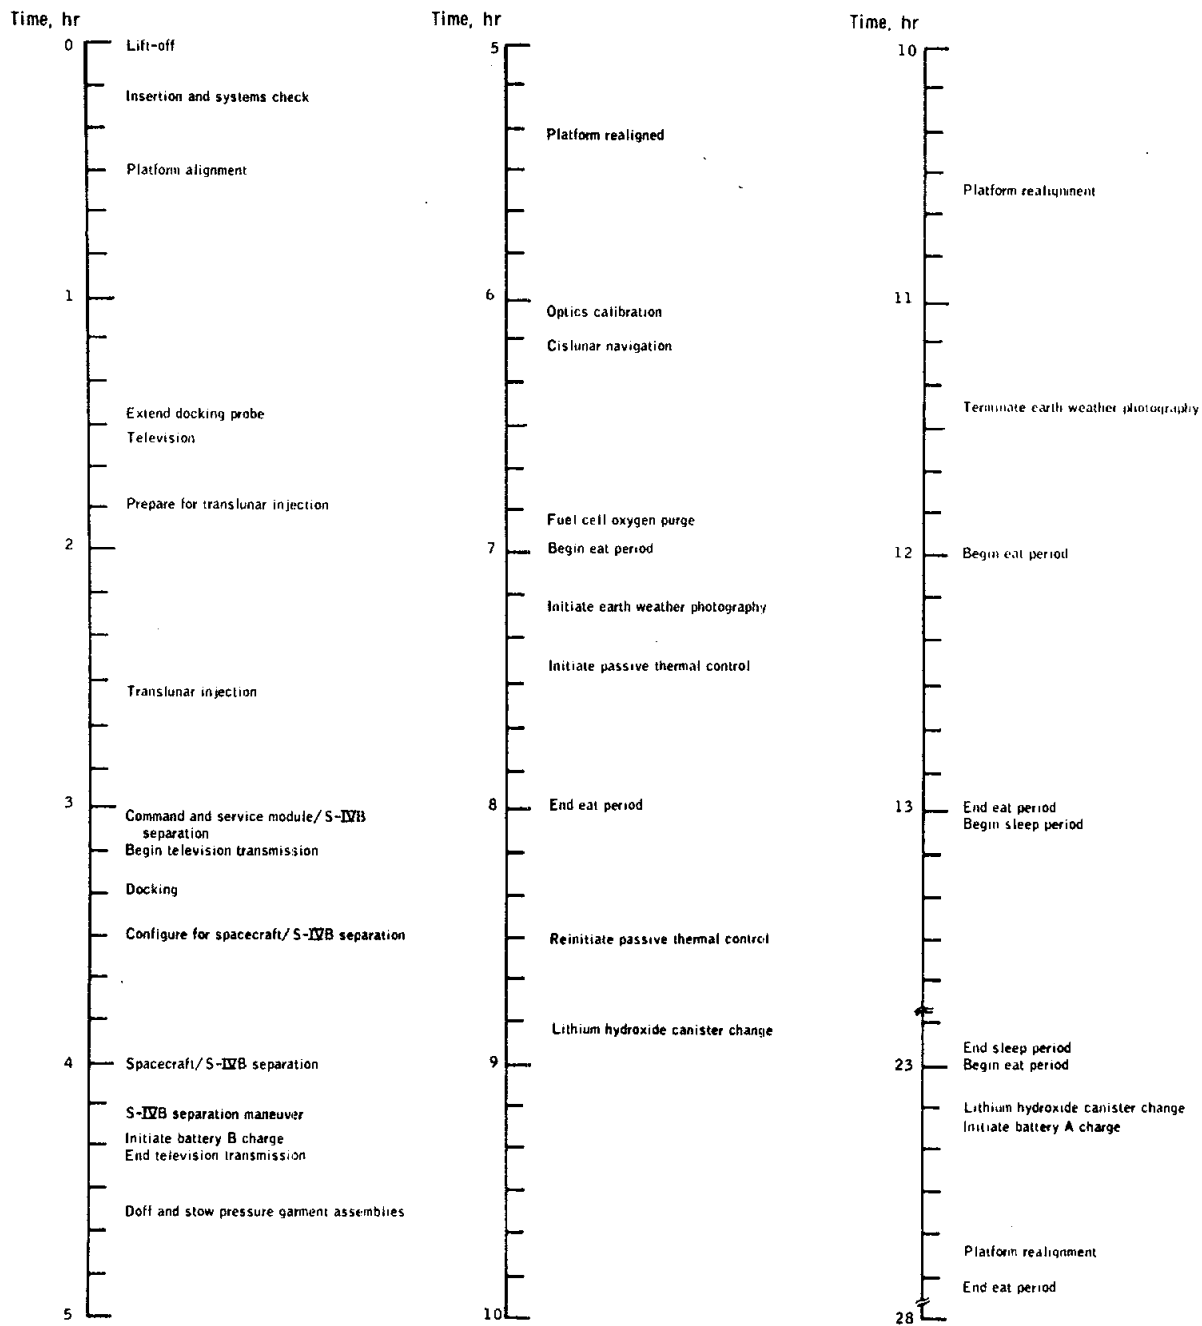 Time, hr
0 Lift-off
Insertion and systems check
Platform alignment
1
Extend docking probe
Television
Prepare for translunar injection
2
Translunar injection
3
Command and service module/S-IVB
separation
Begin television transmission
Docking
Configure for spacecraft/S-IVB separation
4 Spacecraft/S-IVB separation
S-IVB separation maneuver
Initiate battery B charge
End television transmission
Doff and stow pressure garment assemblies
5
Time, hr
5
Platform realigned
6
Optics calibration
Cislunar navigation
Fuel cell oxygen purge
7 Begin eat period
Initiate earth weather photography
Initiate passive thermal control
8 End eat period
Reinitiate passive thermal control
Lithium hydroxide canister change
9
10
Time, hr
10
Platform realignment
11
Terminate earth weather photography
12 Begin eat period
13 End eat period
Begin sleep period
End sleep period
23 Begin eat period
Lithium hydroxide canister change
Initiate battery A charge
Platform realignment
End eat period
28